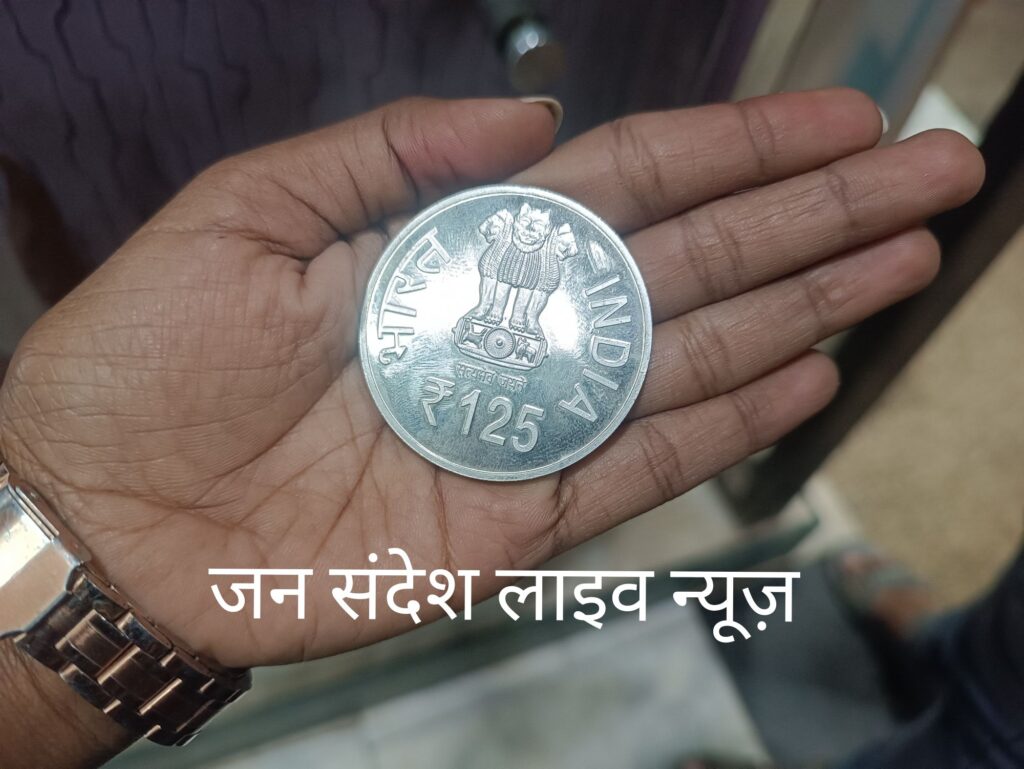 भारत
INDIA
सत्यमेव जयते
₹ 125
जन संदेश लाइव न्यूज़